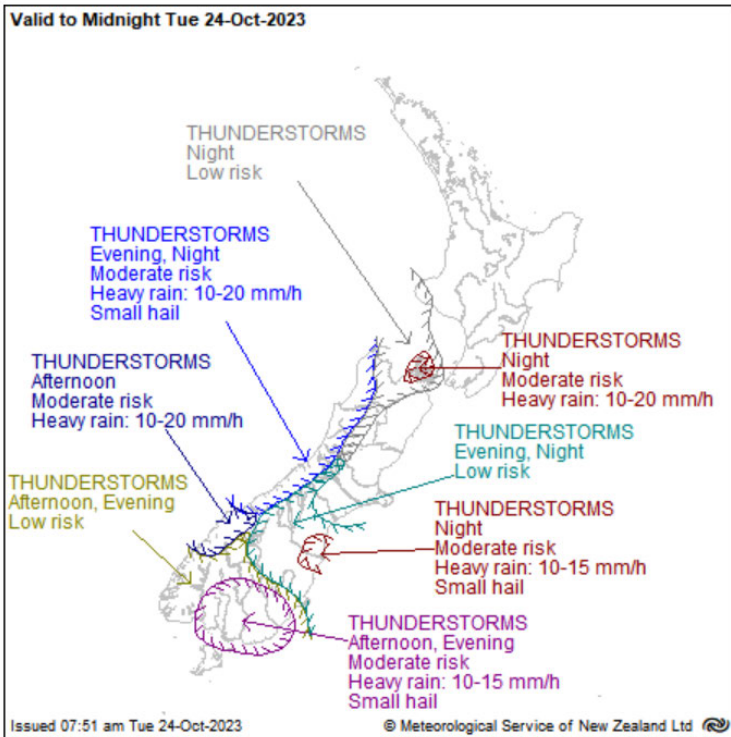 Valid to Midnight Tue 24-Oct-2023
THUNDERSTORMS
Night
Low risk
THUNDERSTORMS
Evening, Night
Moderate risk
Heavy rain: 10-20 mm/h
Small hail
THUNDERSTORMS
Night
Moderate risk
Heavy rain: 10-20 mm/h
THUNDERSTORMS
Afternoon
Moderate risk
Heavy rain: 10-20 mm/h
THUNDERSTORMS
Evening, Night
Low risk
THUNDERSTORMS
Afternoon, Evening
Low risk
THUNDERSTORMS
Night
Moderate risk
Heavy rain: 10-15 mm/h
Small hail
THUNDERSTORMS
Afternoon, Evening
Moderate risk
Heavy rain: 10-15 mm/h
Small hail
Issued 07:51 am Tue 24-Oct-2023
© Meteorological Service of New Zealand Ltd